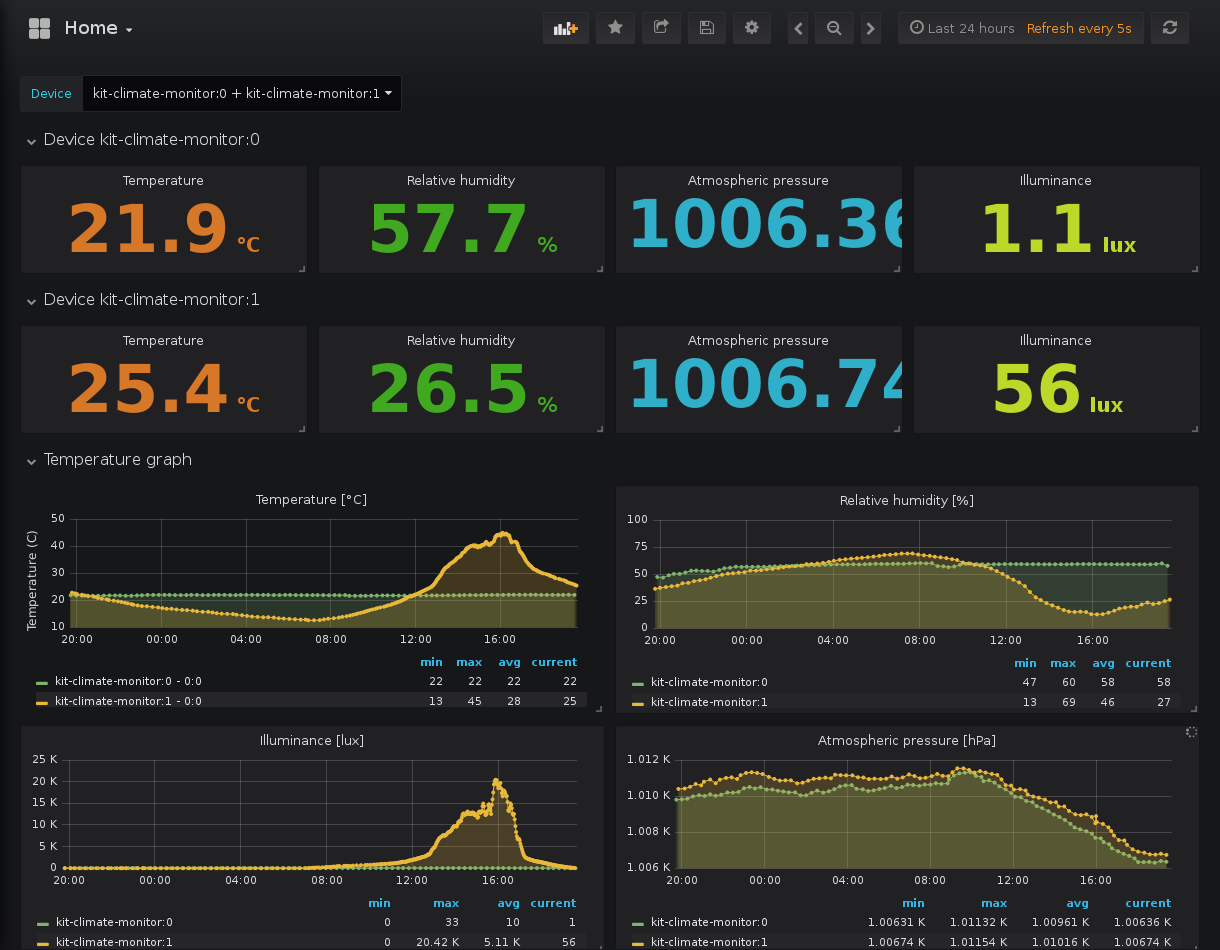 Home
Last 24 hours Refresh every 5s
Device kit-climate-monitor:0 + kit-climate-monitor:1
Device kit-climate-monitor:0
Temperature Relative humidity Atmospheric pressure Illuminance
21.9 °C 57.7 % 1006.36 1.1 lux
Device kit-climate-monitor:1
Temperature Relative humidity Atmospheric pressure Illuminance
25.4 °C 26.5 % 1006.74 56 lux
Temperature graph
Temperature [°C]
Temperature (C)
50
40
30
20
10
20:00 00:00 04:00 08:00 12:00 16:00
min max avg current
kit-climate-monitor:0 - 0:0 22 22 22 22
kit-climate-monitor:1 - 0:0 13 45 28 25
Relative humidity [%]
100
75
50
25
0
20:00 00:00 04:00 08:00 12:00 16:00
min max avg current
kit-climate-monitor:0 47 60 58 58
kit-climate-monitor:1 13 69 46 27
Illuminance [lux]
25 K
20 K
15 K
10 K
5 K
0
20:00 00:00 04:00 08:00 12:00 16:00
min max avg current
kit-climate-monitor:0 0 33 10 1
kit-climate-monitor:1 0 20.42 K 5.11 K 56
Atmospheric pressure [hPa]
1.012 K
1.010 K
1.008 K
1.006 K
20:00 00:00 04:00 08:00 12:00 16:00
min max avg current
kit-climate-monitor:0 1.00631 K 1.01132 K 1.00961 K 1.00636 K
kit-climate-monitor:1 1.00674 K 1.01154 K 1.01016 K 1.00674 K